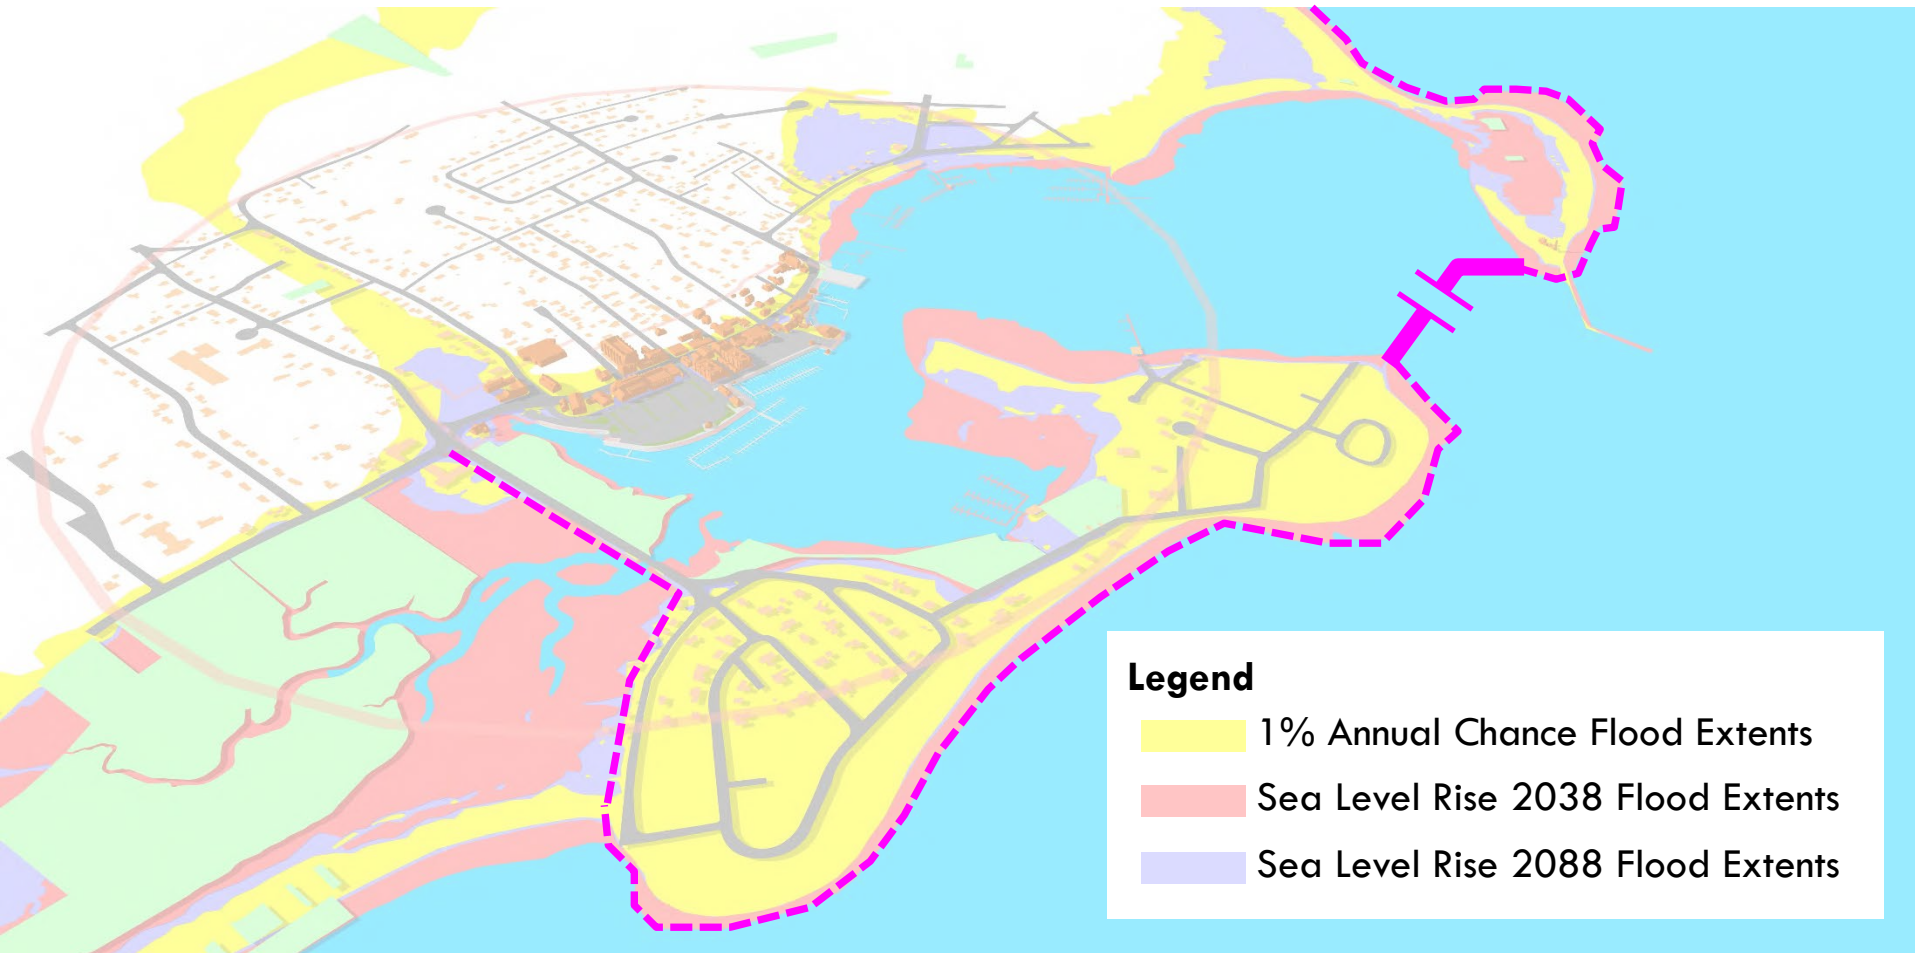 Legend
1% Annual Chance Flood Extents
Sea Level Rise 2038 Flood Extents
Sea Level Rise 2088 Flood Extents